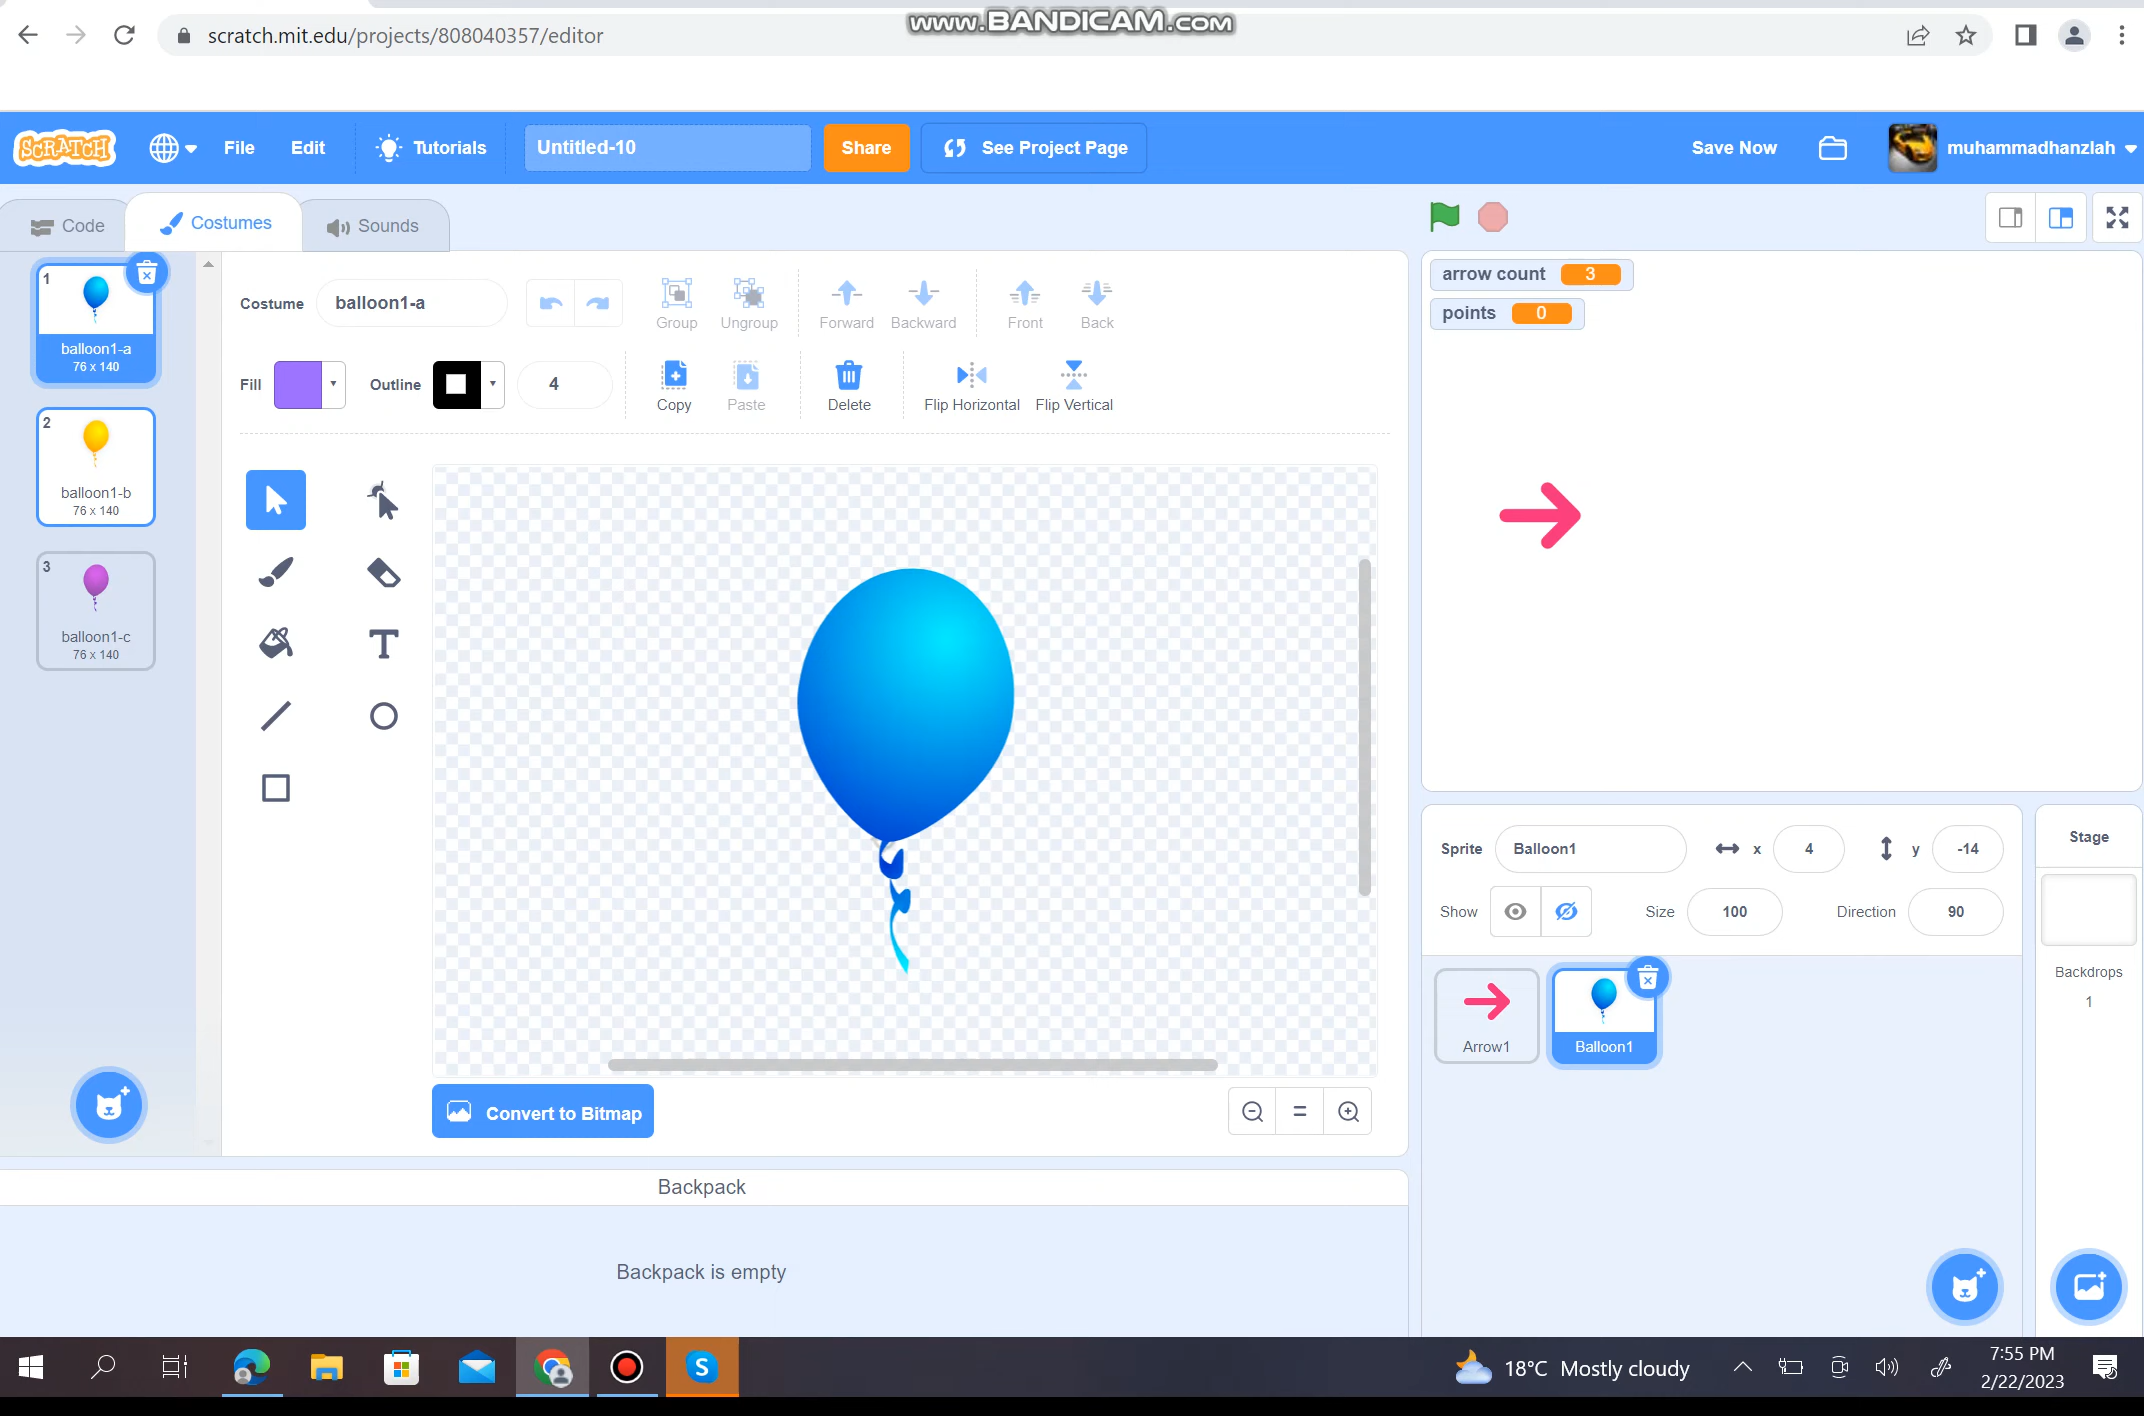 www.BANDICAM.com
scratch.mit.edu/projects/808040357/editor
SCRATCH
File
Edit
Tutorials
Untitled-10
Share
See Project Page
Save Now
muhammadhanzlah
Code
Costumes
Sounds
1
balloon1-a
76 x 140
2
balloon1-b
76 x 140
3
balloon1-c
76 x 140
Costume
balloon1-a
Group
Ungroup
Forward
Backward
Front
Back
Fill
Outline
4
Copy
Paste
Delete
Flip Horizontal
Flip Vertical
Convert to Bitmap
Backpack
Backpack is empty
arrow count 3
points 0
Sprite
Balloon1
x
4
y
-14
Show
Size
100
Direction
90
Arrow1
Balloon1
Stage
Backdrops
1
18°C Mostly cloudy
7:55 PM
2/22/2023